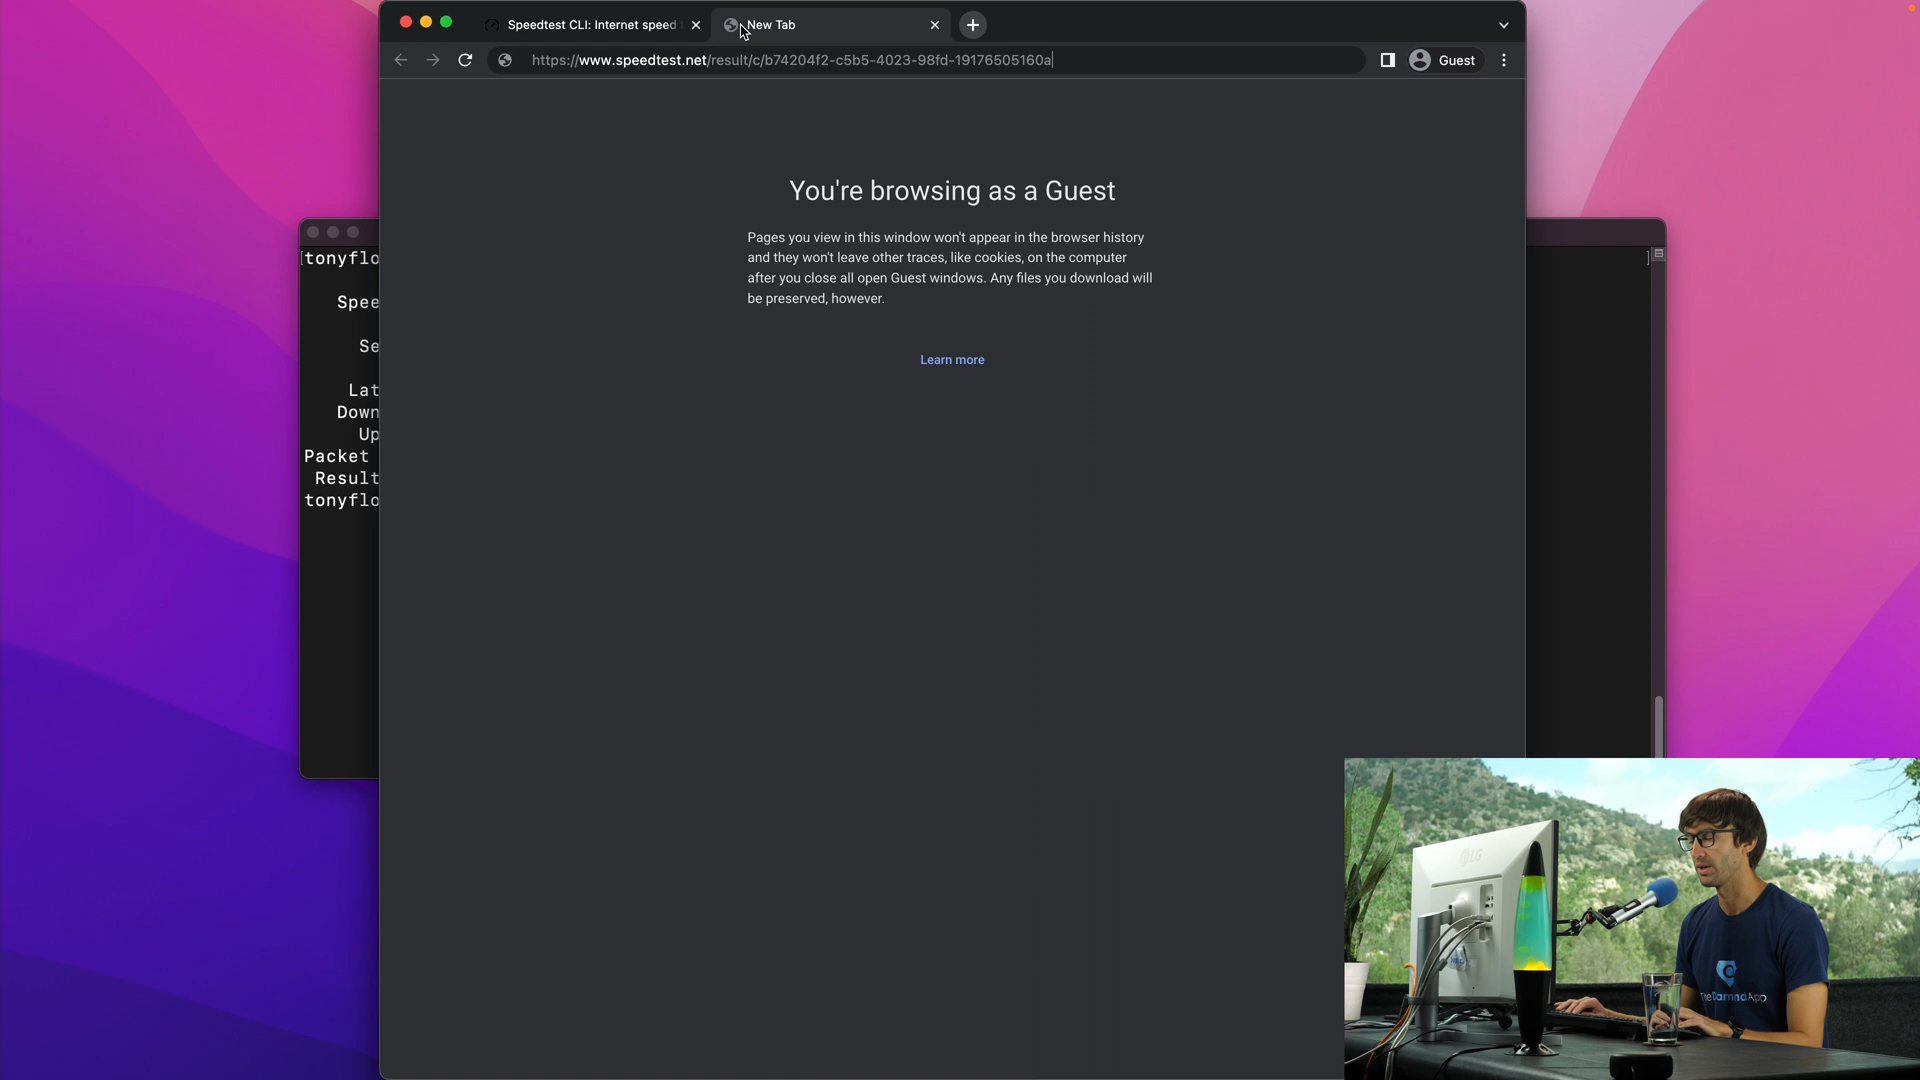 Speedtest CLI: Internet speed
New Tab
https://www.speedtest.net/result/c/b74204f2-c5b5-4023-98fd-19176505160a
Guest
You're browsing as a Guest
Pages you view in this window won't appear in the browser history
and they won't leave other traces, like cookies, on the computer
after you close all open Guest windows. Any files you download will
be preserved, however.
Learn more
[tonyflo
]
Spee
Se
Lat
Down
Up
Packet
Result
tonyflo
LG
TheDamndApp